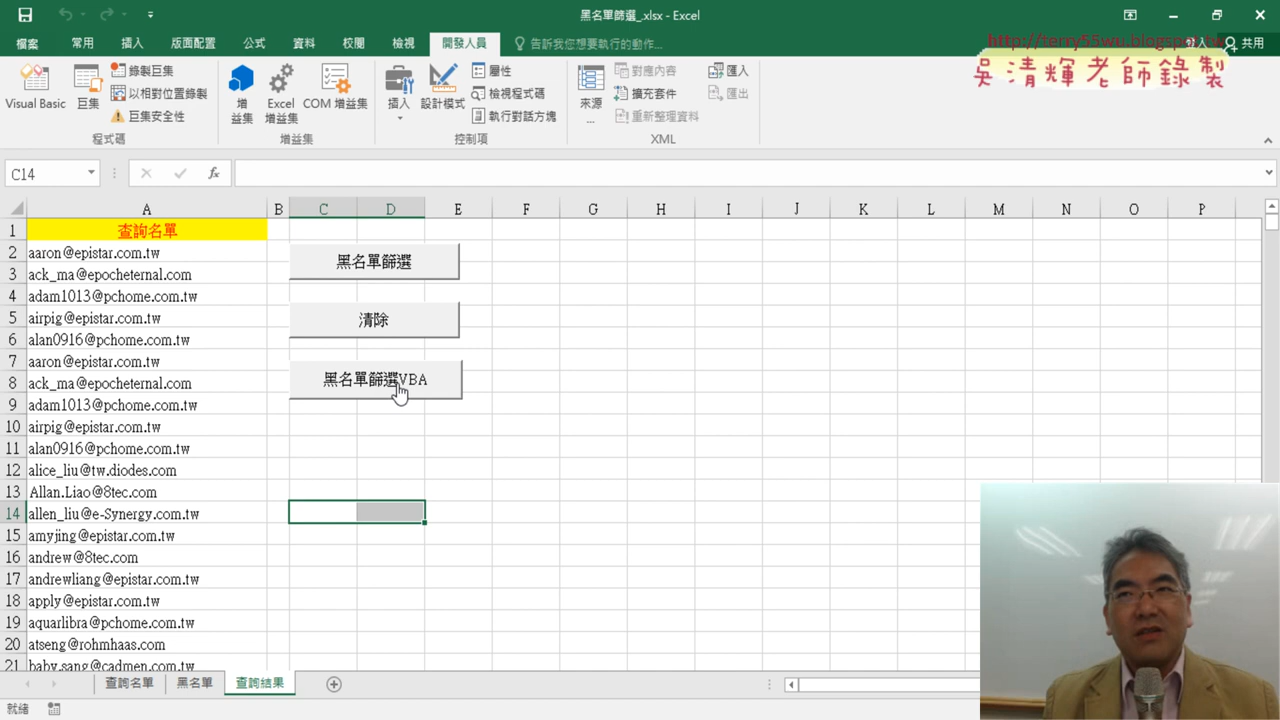 黑名單篩選_.xlsx - Excel
檔案 常用 插入 版面配置 公式 資料 校閱 檢視 開發人員 告訴我您想要執行的動作... 共用
http://terry55wu.blogspot.tw
吳清輝老師錄製
Visual Basic 巨集 錄製巨集 以相對位置錄製 巨集安全性
程式碼
增益集 Excel 增益集 COM 增益集
增益集
插入 設計模式 屬性 檢視程式碼 執行對話方塊
控制項
來源... 對應內容 擴充套件 重新整理資料 匯入 匯出
XML
C14 fx
A B C D E F G H I J K L M N O P
1 查詢名單
2 aaron@epistar.com.tw
黑名單篩選
3 ack_ma@epocheternal.com
4 adam1013@pchome.com.tw
5 airpig@epistar.com.tw
清除
6 alan0916@pchome.com.tw
7 aaron@epistar.com.tw
8 ack_ma@epocheternal.com
黑名單篩選VBA
9 adam1013@pchome.com.tw
10 airpig@epistar.com.tw
11 alan0916@pchome.com.tw
12 alice_liu@tw.diodes.com
13 Allan.Liao@8tec.com
14 allen_liu@e-Synergy.com.tw
15 amyjing@epistar.com.tw
16 andrew@8tec.com
17 andrewliang@epistar.com.tw
18 apply@epistar.com.tw
19 aquarlibra@pchome.com.tw
20 atseng@rohmhaas.com
21 baby.sang@cadmen.com.tw
查詢名單 黑名單 查詢結果
就緒